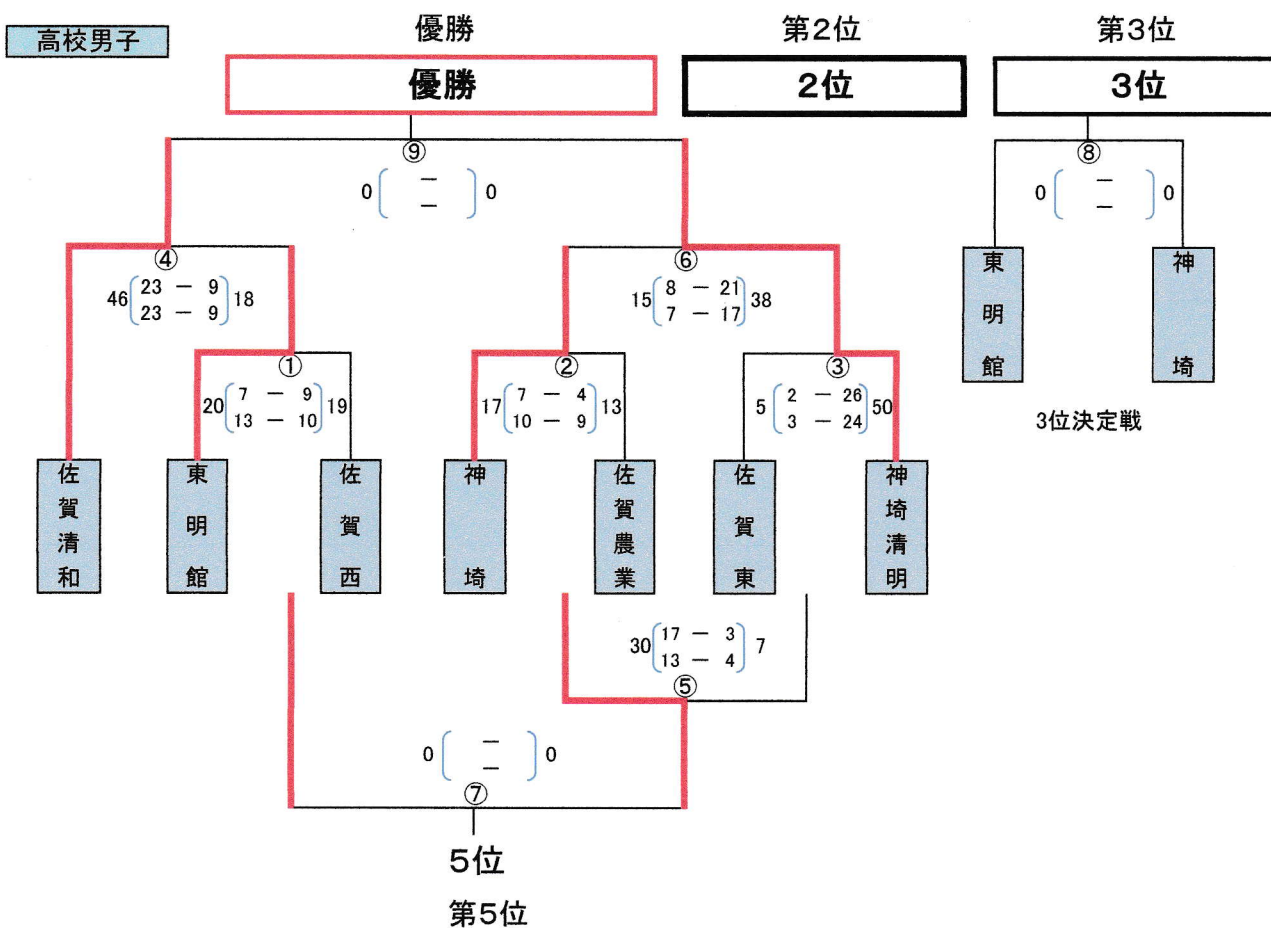 高校男子
優勝
第2位
第3位
優勝
2位
3位
⑨
0 ( — — ) 0
⑧
0 ( — — ) 0
東明館
神埼
3位決定戦
④
46 23 — 9 18
23 — 9
⑥
15 8 — 21 38
7 — 17
①
20 7 — 9 19
13 — 10
②
17 7 — 4 13
10 — 9
③
5 2 — 26 50
3 — 24
佐賀清和
東明館
佐賀西
神埼
佐賀農業
佐賀東
神埼清明
30 17 — 3 7
13 — 4
⑤
0 ( — — ) 0
⑦
5位
第5位